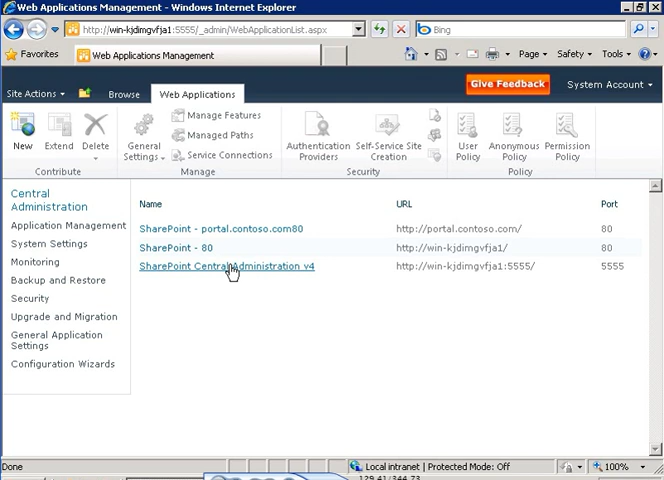 Web Applications Management - Windows Internet Explorer
http://win-kjdimgvfja1:5555/_admin/WebApplicationList.aspx
Bing
Favorites
Web Applications Management
Page
Safety
Tools
Give Feedback
System Account
Site Actions
Browse
Web Applications
New
Extend
Delete
General Settings
Manage Features
Managed Paths
Service Connections
Authentication Providers
Self-Service Site Creation
User Policy
Anonymous Policy
Permission Policy
Contribute
Manage
Security
Policy
Central
Administration
Application Management
System Settings
Monitoring
Backup and Restore
Security
Upgrade and Migration
General Application
Settings
Configuration Wizards
Name URL Port
SharePoint - portal.contoso.com80 http://portal.contoso.com/ 80
SharePoint - 80 http://win-kjdimgvfja1/ 80
SharePoint Central Administration v4 http://win-kjdimgvfja1:5555/ 5555
Done
Local intranet | Protected Mode: Off
100%